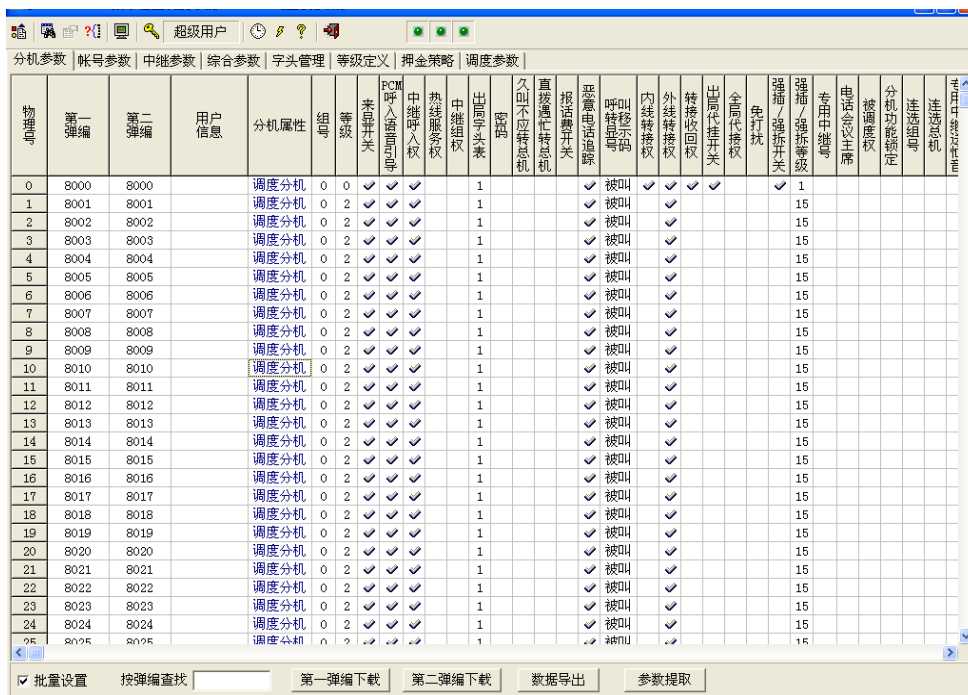 超级用户
分机参数 帐号参数 中继参数 综合参数 字头管理 等级定义 押金策略 调度参数
物理号 第一弹编 第二弹编 用户信息 分机属性 组号 等级 来显开关 PCM呼入语音引导 中继呼入权 热线服务权 中继组权 出局字头表 密码 久叫不应转总机 直拨遇忙转总机 报话费开关 恶意电话追踪 呼叫转移显示号码 内线转接权 外线转接权 转接收回权 出局代挂开关 全局代接权 免打扰 强插/强拆开关 强插/强拆等级 专用中继号 电话会议主席 被调度权 分机功能锁定 连选组号 连选总机 专用中继送忙音
0 8000 8000 调度分机 0 0 ✓ ✓ ✓ 1 ✓ 被叫 ✓ ✓ ✓ ✓ ✓ 1
1 8001 8001 调度分机 0 2 ✓ ✓ ✓ 1 ✓ 被叫 ✓ 15
2 8002 8002 调度分机 0 2 ✓ ✓ ✓ 1 ✓ 被叫 ✓ 15
3 8003 8003 调度分机 0 2 ✓ ✓ ✓ 1 ✓ 被叫 ✓ 15
4 8004 8004 调度分机 0 2 ✓ ✓ ✓ 1 ✓ 被叫 ✓ 15
5 8005 8005 调度分机 0 2 ✓ ✓ ✓ 1 ✓ 被叫 ✓ 15
6 8006 8006 调度分机 0 2 ✓ ✓ ✓ 1 ✓ 被叫 ✓ 15
7 8007 8007 调度分机 0 2 ✓ ✓ ✓ 1 ✓ 被叫 ✓ 15
8 8008 8008 调度分机 0 2 ✓ ✓ ✓ 1 ✓ 被叫 ✓ 15
9 8009 8009 调度分机 0 2 ✓ ✓ ✓ 1 ✓ 被叫 ✓ 15
10 8010 8010 调度分机 0 2 ✓ ✓ ✓ 1 ✓ 被叫 ✓ 15
11 8011 8011 调度分机 0 2 ✓ ✓ ✓ 1 ✓ 被叫 ✓ 15
12 8012 8012 调度分机 0 2 ✓ ✓ ✓ 1 ✓ 被叫 ✓ 15
13 8013 8013 调度分机 0 2 ✓ ✓ ✓ 1 ✓ 被叫 ✓ 15
14 8014 8014 调度分机 0 2 ✓ ✓ ✓ 1 ✓ 被叫 ✓ 15
15 8015 8015 调度分机 0 2 ✓ ✓ ✓ 1 ✓ 被叫 ✓ 15
16 8016 8016 调度分机 0 2 ✓ ✓ ✓ 1 ✓ 被叫 ✓ 15
17 8017 8017 调度分机 0 2 ✓ ✓ ✓ 1 ✓ 被叫 ✓ 15
18 8018 8018 调度分机 0 2 ✓ ✓ ✓ 1 ✓ 被叫 ✓ 15
19 8019 8019 调度分机 0 2 ✓ ✓ ✓ 1 ✓ 被叫 ✓ 15
20 8020 8020 调度分机 0 2 ✓ ✓ ✓ 1 ✓ 被叫 ✓ 15
21 8021 8021 调度分机 0 2 ✓ ✓ ✓ 1 ✓ 被叫 ✓ 15
22 8022 8022 调度分机 0 2 ✓ ✓ ✓ 1 ✓ 被叫 ✓ 15
23 8023 8023 调度分机 0 2 ✓ ✓ ✓ 1 ✓ 被叫 ✓ 15
24 8024 8024 调度分机 0 2 ✓ ✓ ✓ 1 ✓ 被叫 ✓ 15
25 8025 8025 调度分机 0 2 ✓ ✓ ✓ 1 ✓ 被叫 ✓ 15
批量设置 按弹编查找 第一弹编下载 第二弹编下载 数据导出 参数提取